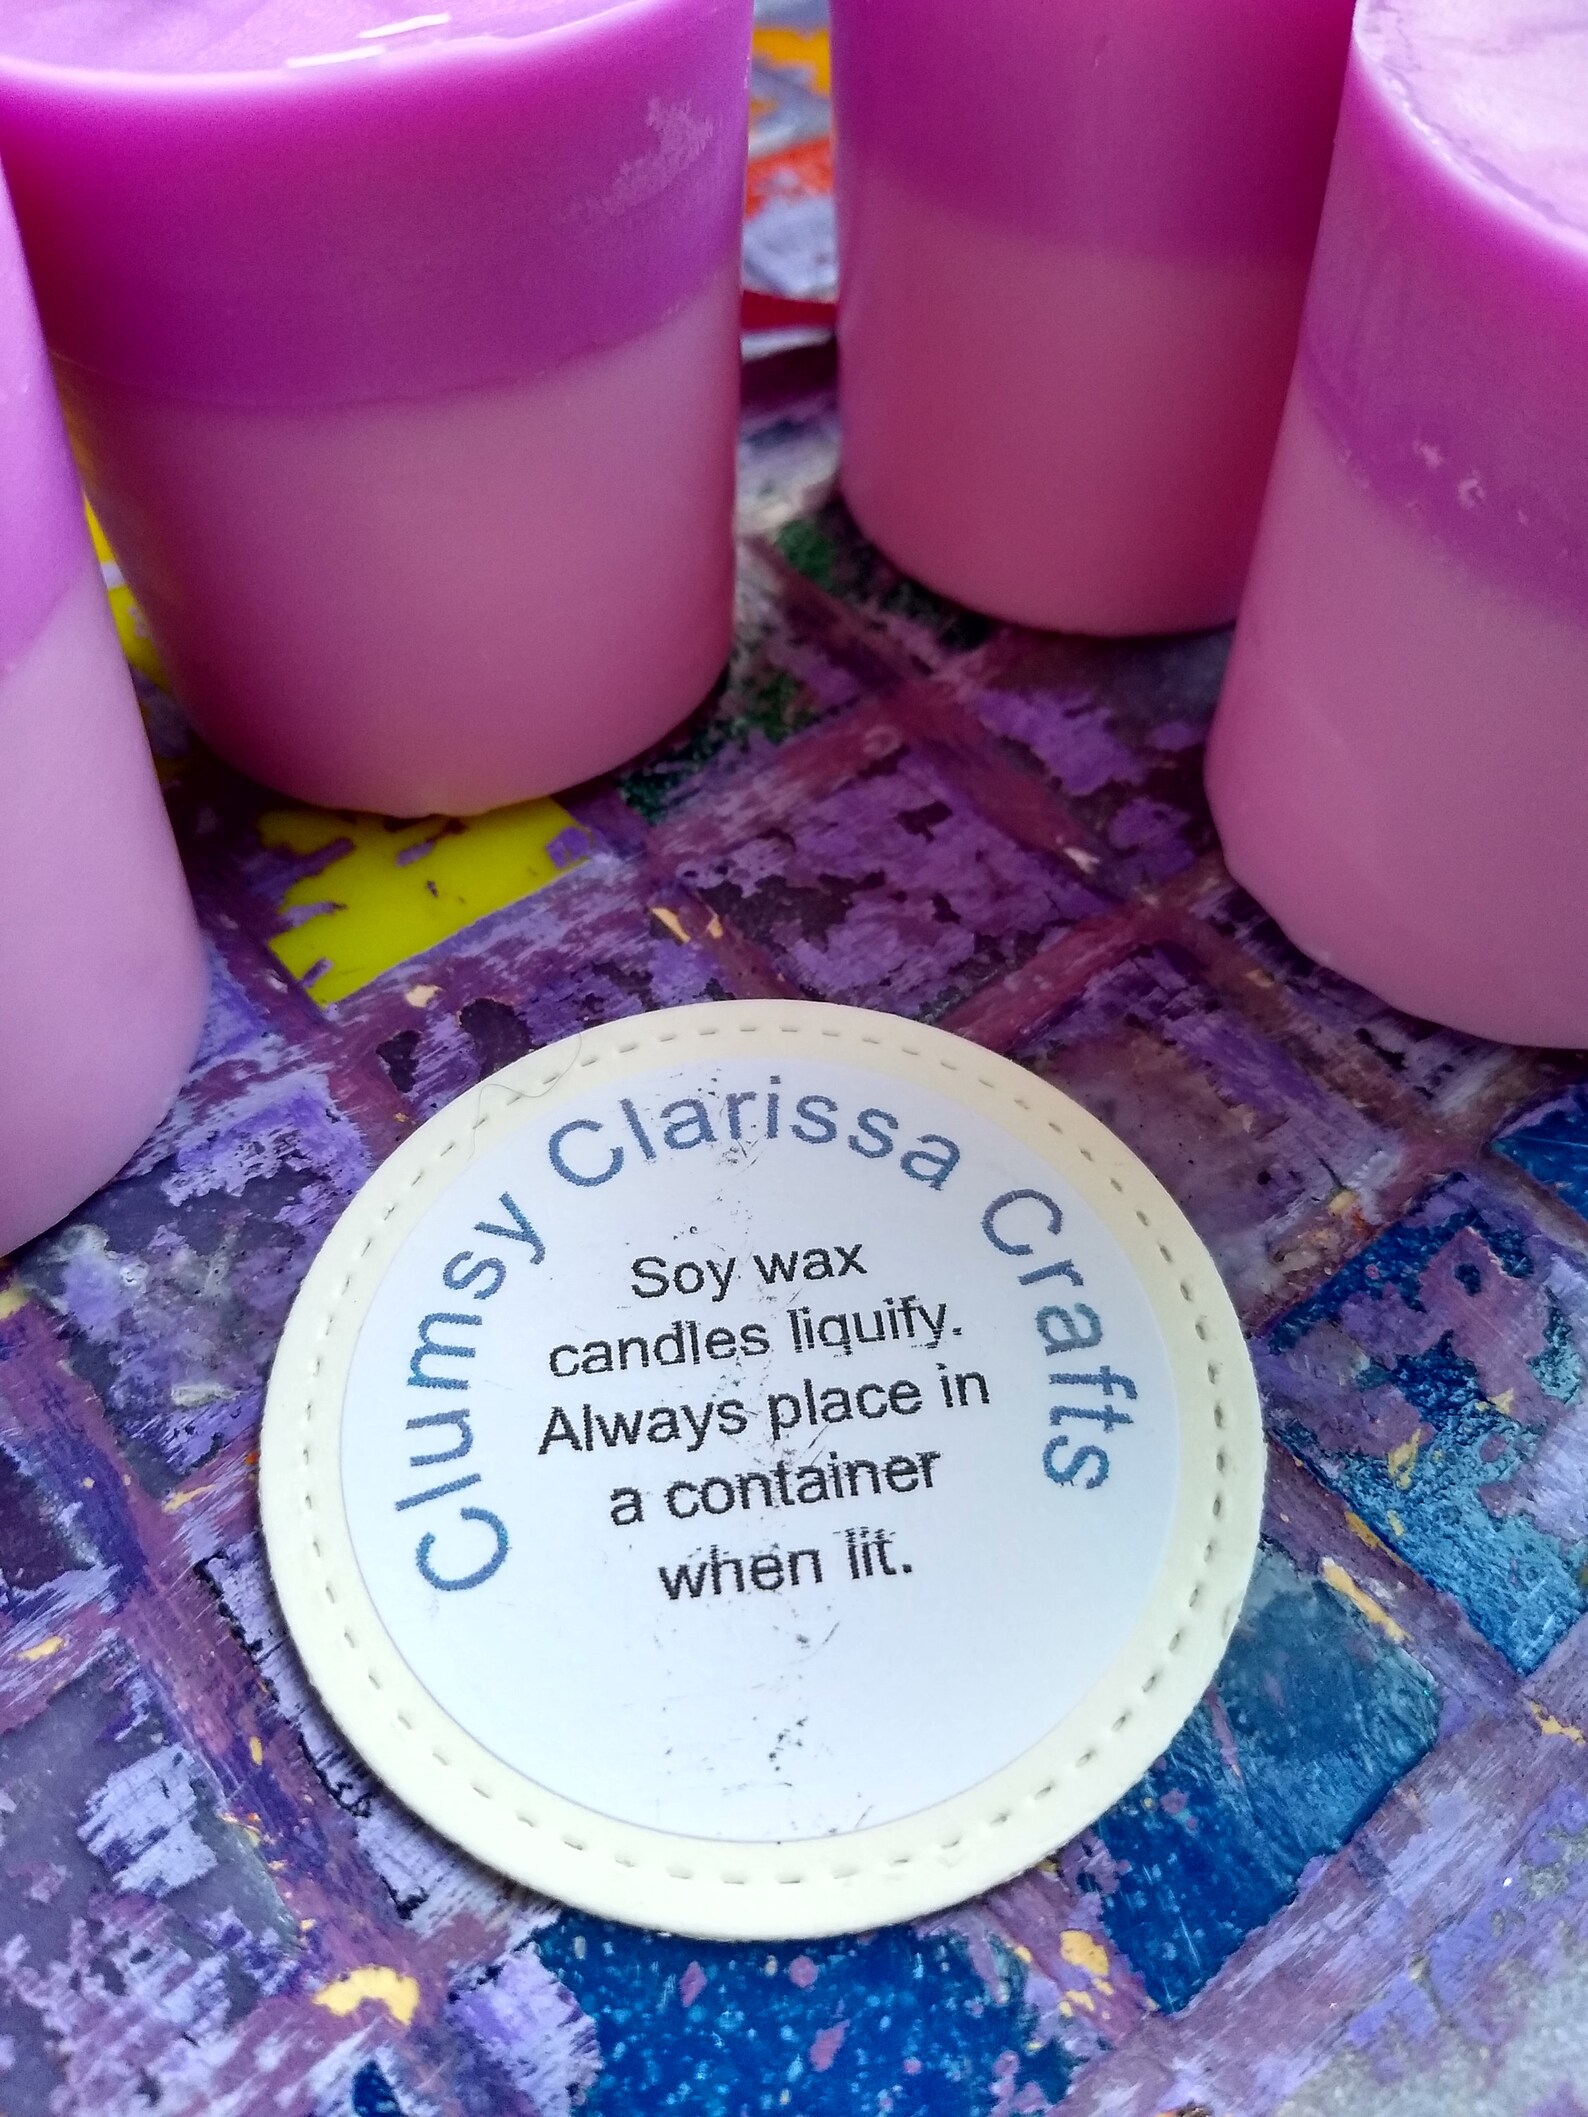 Clumsy Clarissa Crafts
Soy wax
candles liquify.
Always place in
a container
when lit.